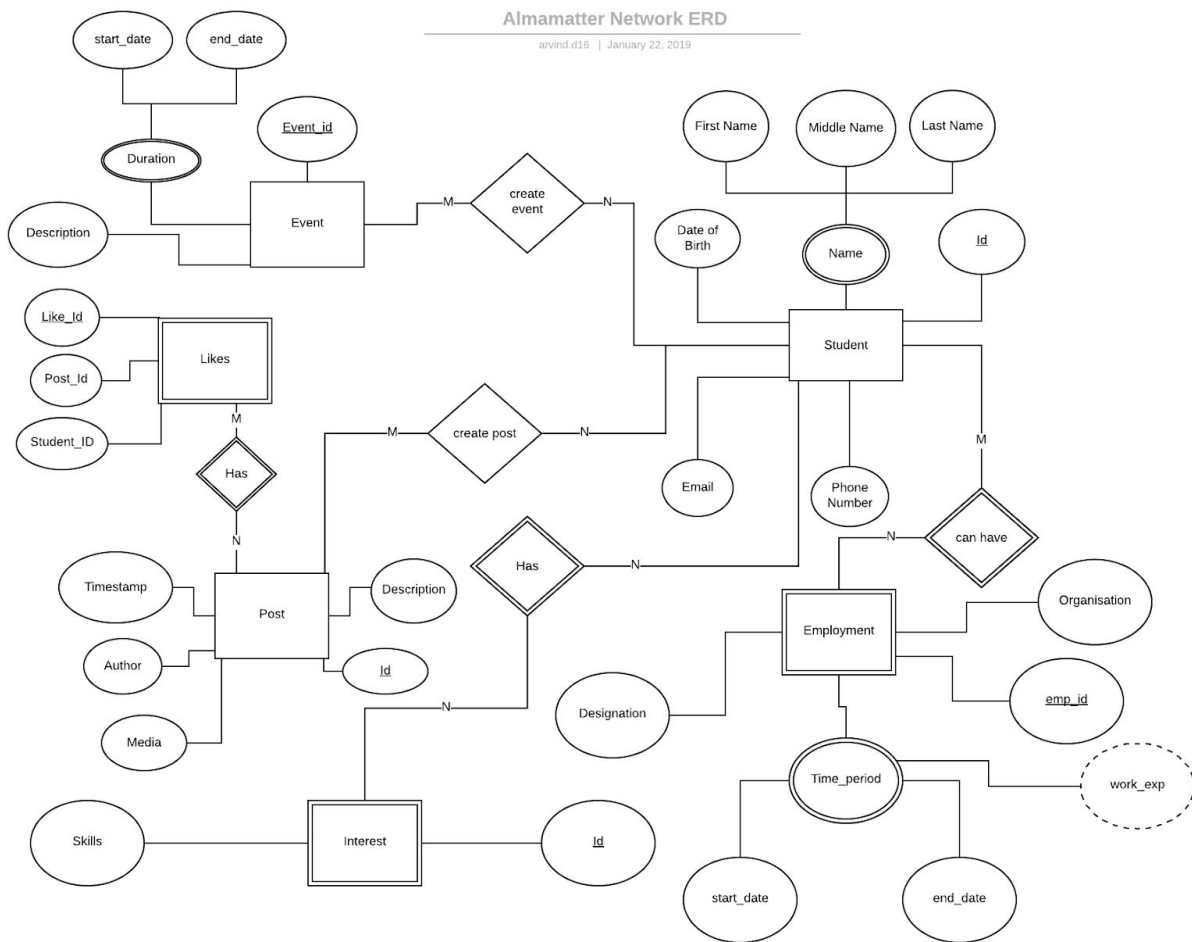 Almamatter Network ERD
arvind.d16 | January 22, 2019
start_date
end_date
Duration
Event_id
Event
Description
M
create
event
N
First Name
Middle Name
Last Name
Date of
Birth
Name
Id
Student
Like_Id
Likes
Post_Id
Student_ID
M
Has
N
M
create post
N
Email
Phone
Number
M
can have
N
Has
N
N
Timestamp
Description
Post
Author
Id
Media
Employment
Organisation
Designation
emp_id
Time_period
work_exp
start_date
end_date
Skills
Interest
Id